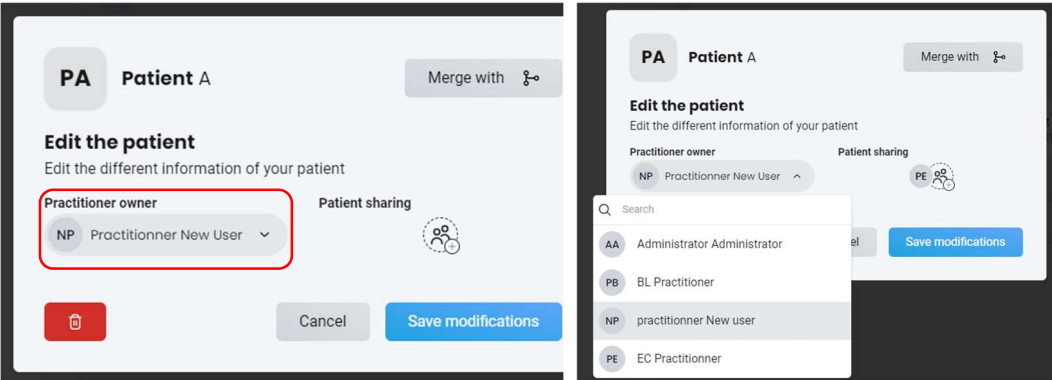 PA Patient A Merge with
Edit the patient
Edit the different information of your patient
Practitioner owner Patient sharing
NP Practitionner New User
Cancel Save modifications
PA Patient A Merge with
Edit the patient
Edit the different information of your patient
Practitioner owner Patient sharing
NP Practitionner New User PE
Search
AA Administrator Administrator
el Save modifications
PB BL Practitioner
NP practitionner New user
PE EC Practitionner